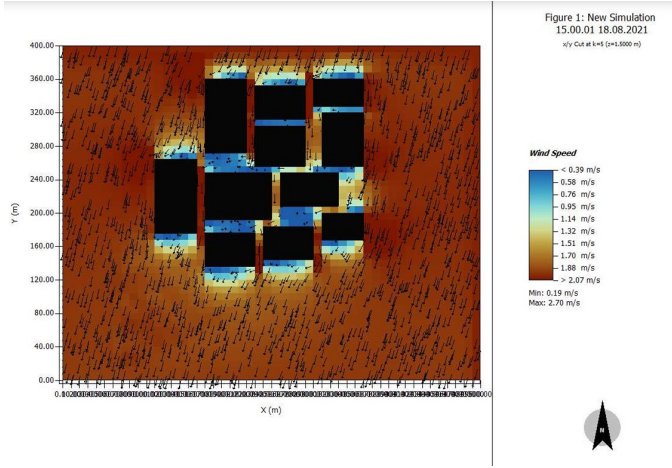 Figure 1: New Simulation
15.00.01 18.08.2021
x/y Cut at k=5 (z=1.5000 m)
400.00
360.00
320.00
280.00
240.00
200.00
160.00
120.00
80.00
40.00
0.00
Y (m)
X (m)
Wind Speed
< 0.39 m/s
0.58 m/s
0.76 m/s
0.95 m/s
1.14 m/s
1.32 m/s
1.51 m/s
1.70 m/s
1.88 m/s
> 2.07 m/s
Min: 0.19 m/s
Max: 2.70 m/s
N